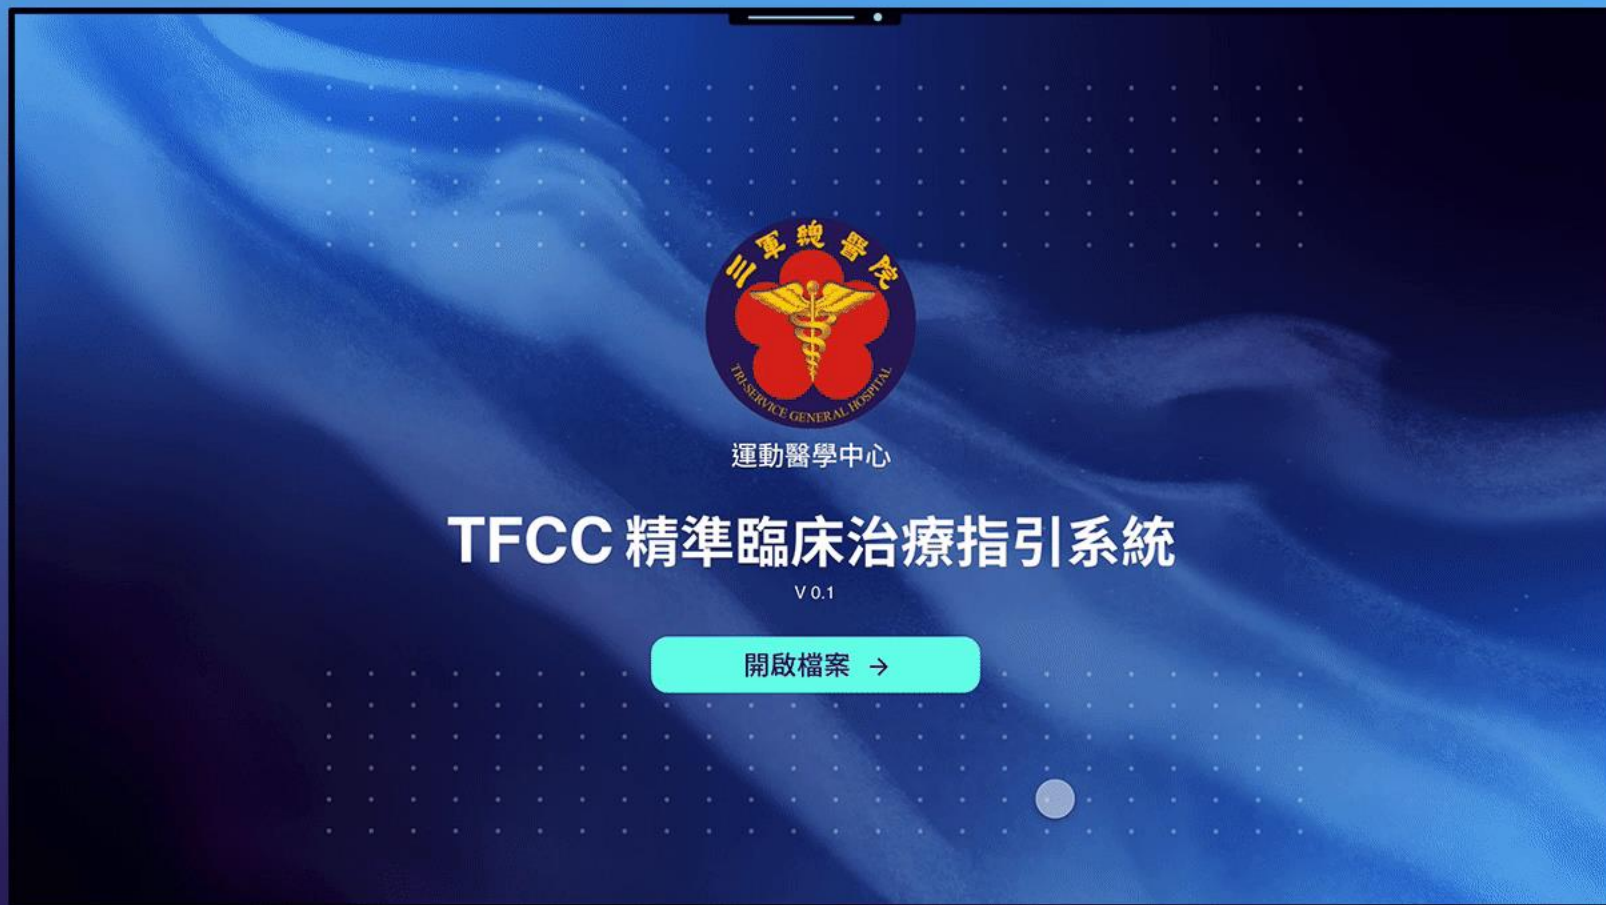 三軍總醫院
TRI-SERVICE GENERAL HOSPITAL
運動醫學中心
TFCC 精準臨床治療指引系統
V 0.1
開啟檔案 →